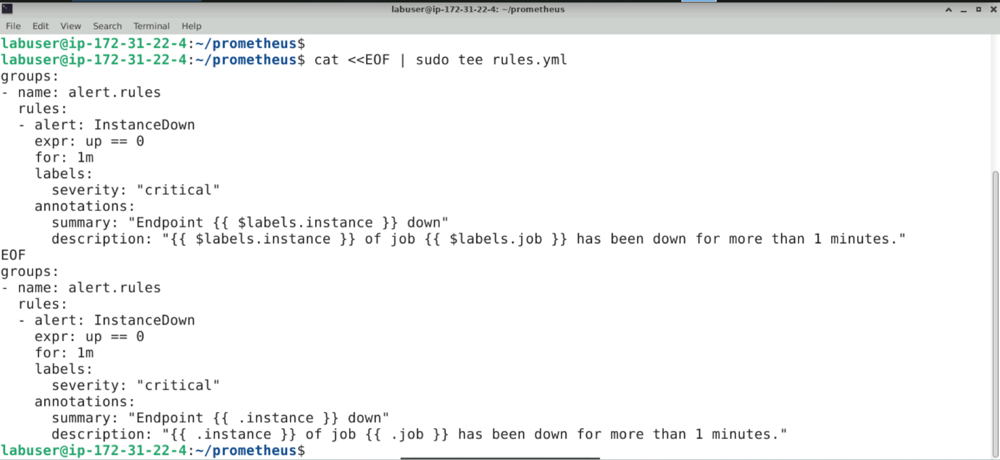 labuser@ip-172-31-22-4: ~/prometheus
File Edit View Search Terminal Help
labuser@ip-172-31-22-4:~/prometheus$
labuser@ip-172-31-22-4:~/prometheus$ cat <<EOF | sudo tee rules.yml
groups:
- name: alert.rules
  rules:
  - alert: InstanceDown
    expr: up == 0
    for: 1m
    labels:
      severity: "critical"
    annotations:
      summary: "Endpoint {{ $labels.instance }} down"
      description: "{{ $labels.instance }} of job {{ $labels.job }} has been down for more than 1 minutes."
EOF
groups:
- name: alert.rules
  rules:
  - alert: InstanceDown
    expr: up == 0
    for: 1m
    labels:
      severity: "critical"
    annotations:
      summary: "Endpoint {{ .instance }} down"
      description: "{{ .instance }} of job {{ .job }} has been down for more than 1 minutes."
labuser@ip-172-31-22-4:~/prometheus$